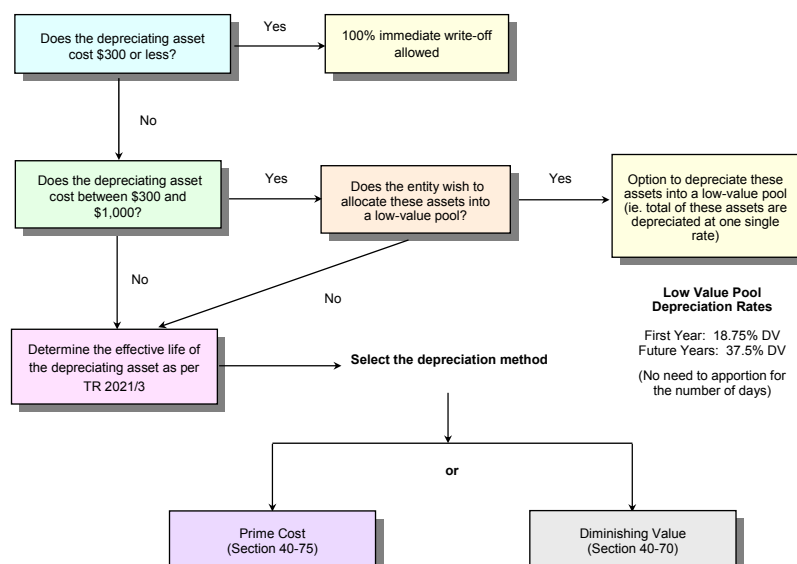 Does the depreciating asset
cost $300 or less?
Yes
100% immediate write-off
allowed
No
Does the depreciating asset
cost between $300 and
$1,000?
Yes
Does the entity wish to
allocate these assets into
a low-value pool?
Yes
Option to depreciate these
assets into a low-value pool
(ie. total of these assets are
depreciated at one single
rate)
No
No
Low Value Pool
Depreciation Rates
First Year: 18.75% DV
Future Years: 37.5% DV
(No need to apportion for
the number of days)
Determine the effective life of
the depreciating asset as per
TR 2021/3
Select the depreciation method
or
Prime Cost
(Section 40-75)
Diminishing Value
(Section 40-70)